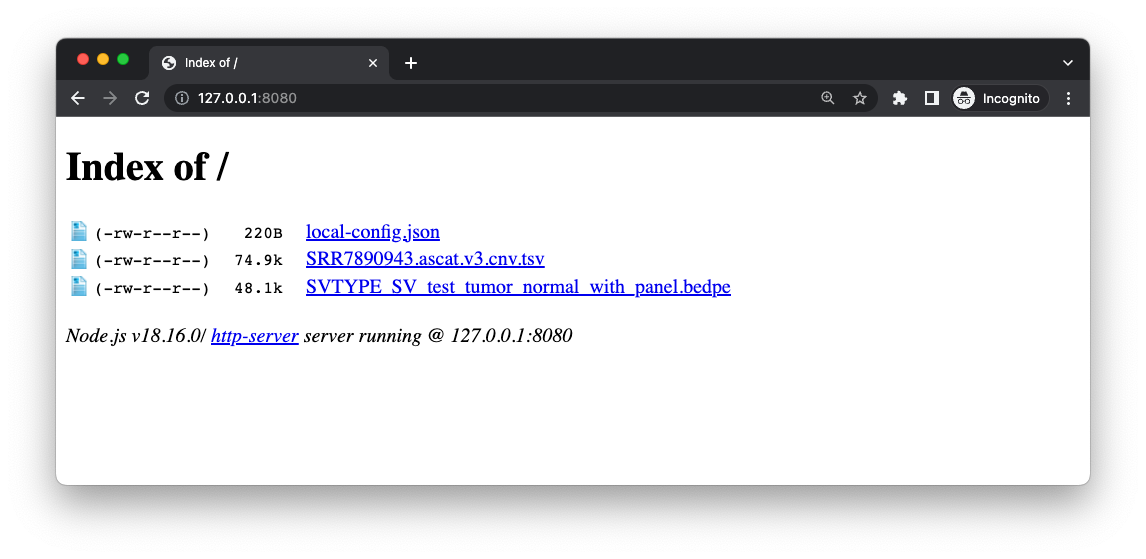 Index of /
127.0.0.1:8080
Incognito
Index of /
(-rw-r--r--) 220B local-config.json
(-rw-r--r--) 74.9k SRR7890943.ascat.v3.cnv.tsv
(-rw-r--r--) 48.1k SVTYPE_SV_test_tumor_normal_with_panel.bedpe
Node.js v18.16.0/ http-server server running @ 127.0.0.1:8080